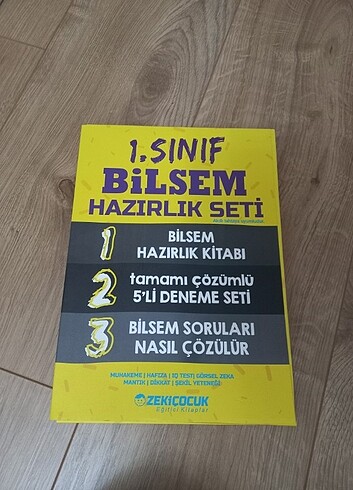 1. SINIF
BİLSEM
HAZIRLIK SETİ
1 BİLSEM
HAZIRLIK KİTABI
2 tamamı çözümlü
5'Lİ DENEME SETİ
3 BİLSEM SORULARI
NASIL ÇÖZÜLÜR
MUHAKEME | HAFIZA | IQ TEST | GÖRSEL ZEKA
MANTIK | DİKKAT | ŞEKİL YETENEĞİ
ZEKİÇOCUK
Eğitici Kitaplar